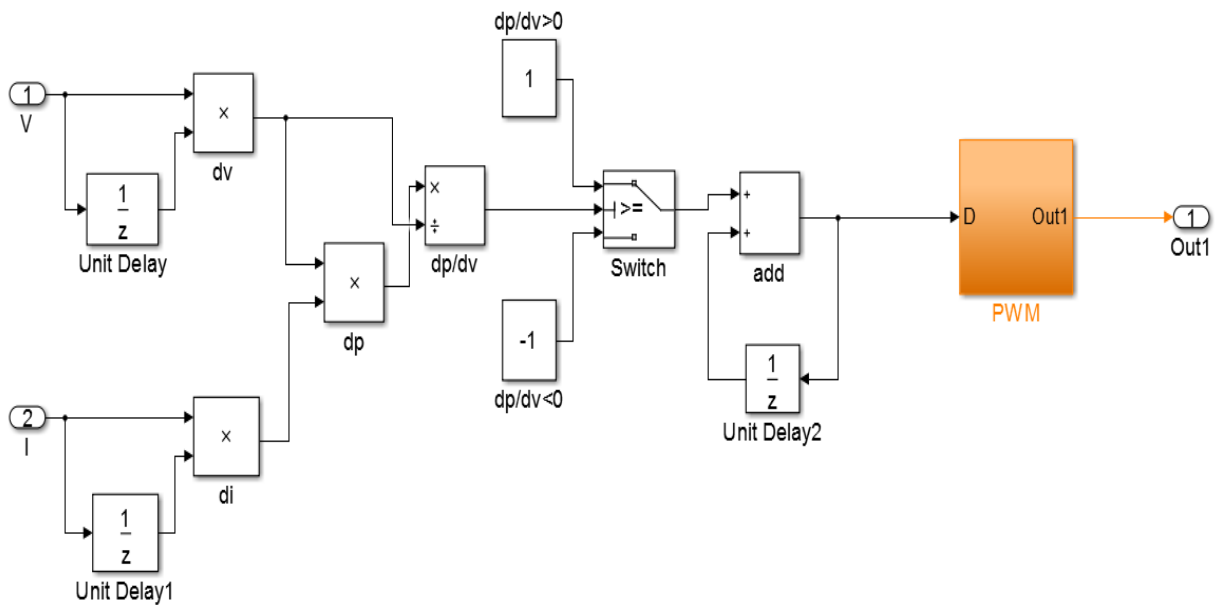 dp/dv>0
1
1
V
×
dv
1
z
Unit Delay
×
÷
dp/dv
×
dp
>=
Switch
+
+
add
D
Out1
PWM
1
Out1
-1
dp/dv<0
1
z
Unit Delay2
2
I
×
di
1
z
Unit Delay1